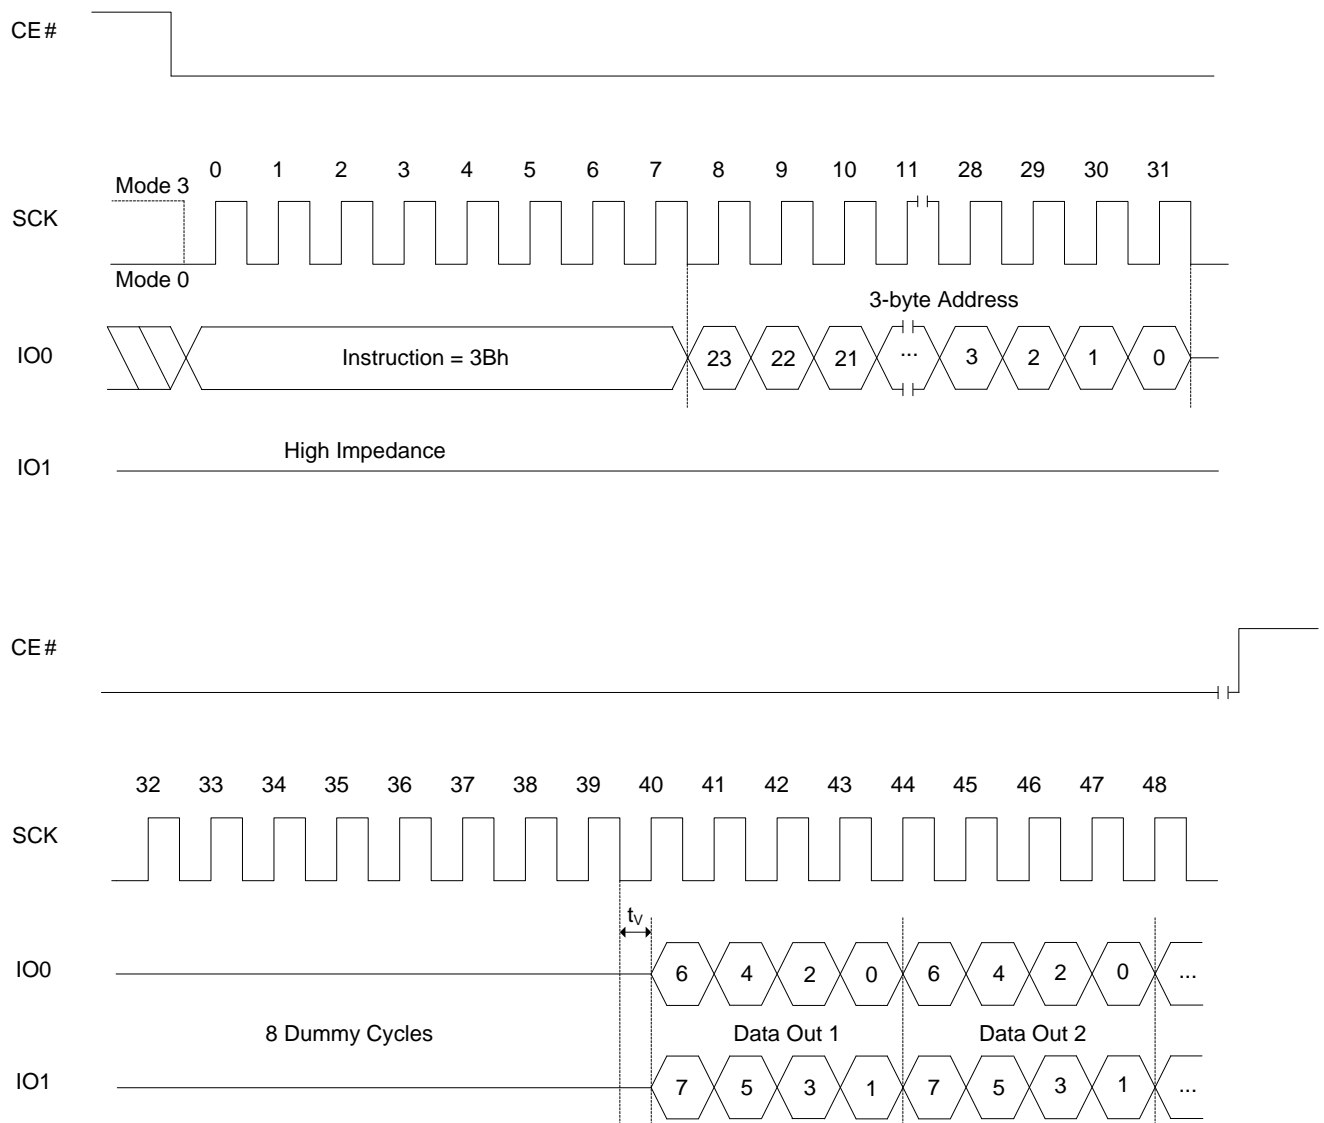 CE#
0 1 2 3 4 5 6 7 8 9 10 11 28 29 30 31
Mode 3
SCK
Mode 0
3-byte Address
IO0 Instruction = 3Bh 23 22 21 ... 3 2 1 0
High Impedance
IO1
CE#
32 33 34 35 36 37 38 39 40 41 42 43 44 45 46 47 48
SCK
tV
IO0 6 4 2 0 6 4 2 0 ...
8 Dummy Cycles Data Out 1 Data Out 2
IO1 7 5 3 1 7 5 3 1 ...